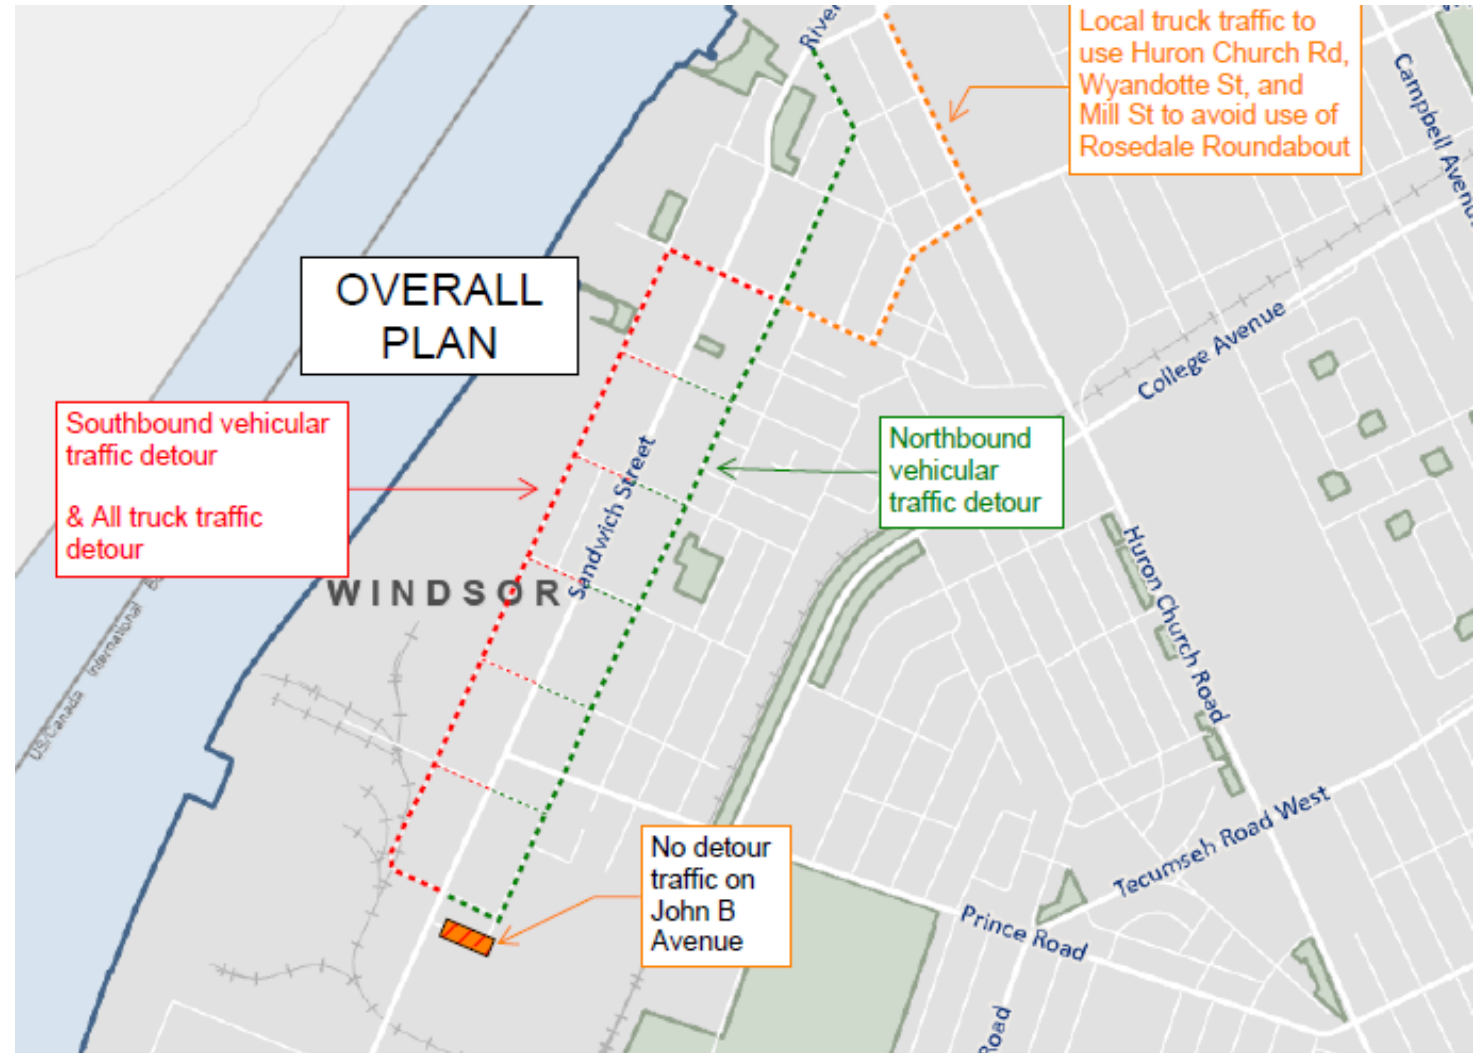 Local truck traffic to
use Huron Church Rd,
Wyandotte St, and
Mill St to avoid use of
Rosedale Roundabout
Campbell Avenue
OVERALL
PLAN
College Avenue
Southbound vehicular
traffic detour
& All truck traffic
detour
Northbound
vehicular
traffic detour
Sandwich Street
WINDSOR
Huron Church Road
US/Canada International
Tecumseh Road West
No detour
traffic on
John B
Avenue
Prince Road
Road